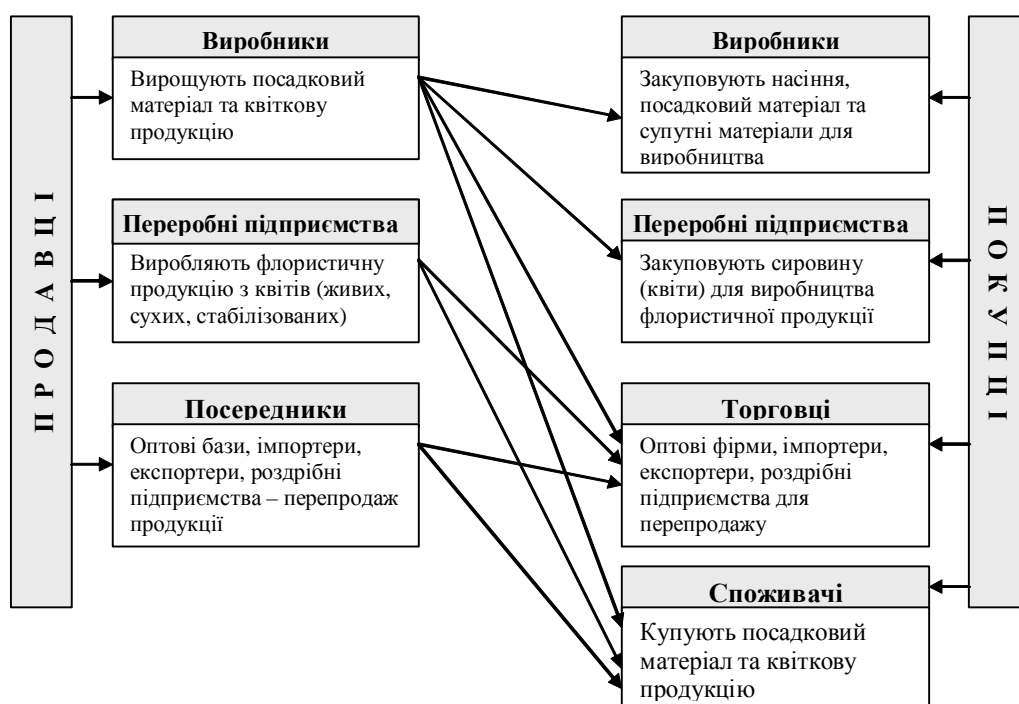 ПРОДАВЦІ
Виробники
Вирощують посадковий
матеріал та квіткову
продукцію
Переробні підприємства
Виробляють флористичну
продукцію з квітів (живих,
сухих, стабілізованих)
Посередники
Оптові бази, імпортери,
експортери, роздрібні
підприємства – перепродаж
продукції
Виробники
Закуповують насіння,
посадковий матеріал та
супутні матеріали для
виробництва
Переробні підприємства
Закуповують сировину
(квіти) для виробництва
флористичної продукції
Торговці
Оптові фірми, імпортери,
експортери, роздрібні
підприємства для
перепродажу
Споживачі
Купують посадковий
матеріал та квіткову
продукцію
ПОКУПЦІ